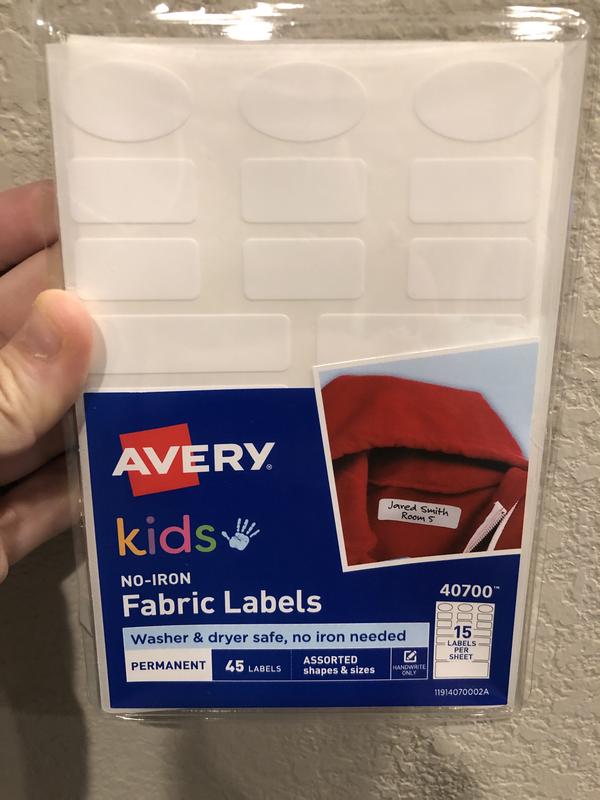 AVERY®
kids
NO-IRON
Fabric Labels
Washer & dryer safe, no iron needed
PERMANENT
45 LABELS
ASSORTED
shapes & sizes
HANDWRITE
ONLY
Jared Smith
Room 5
40700™
15
LABELS
PER
SHEET
11914070002A